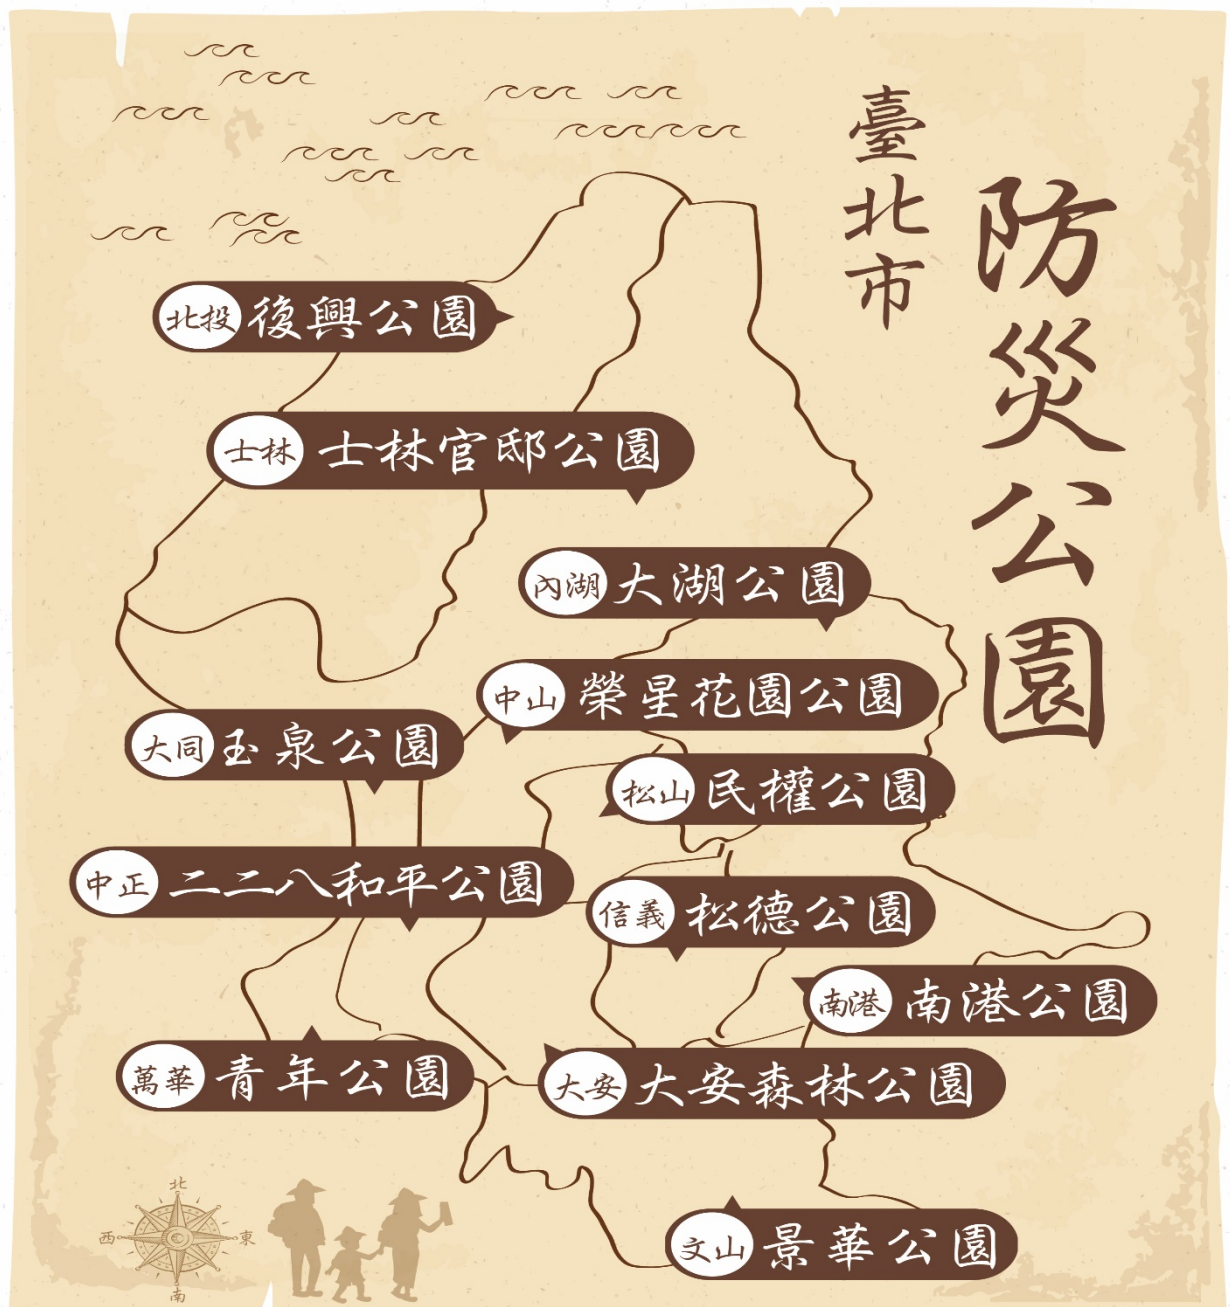 臺北市
防災公園
北投 復興公園
士林 士林官邸公園
內湖 大湖公園
中山 榮星花園公園
大同 玉泉公園
松山 民權公園
中正 二二八和平公園
信義 松德公園
南港 南港公園
萬華 青年公園
大安 大安森林公園
文山 景華公園
北
西 東
南